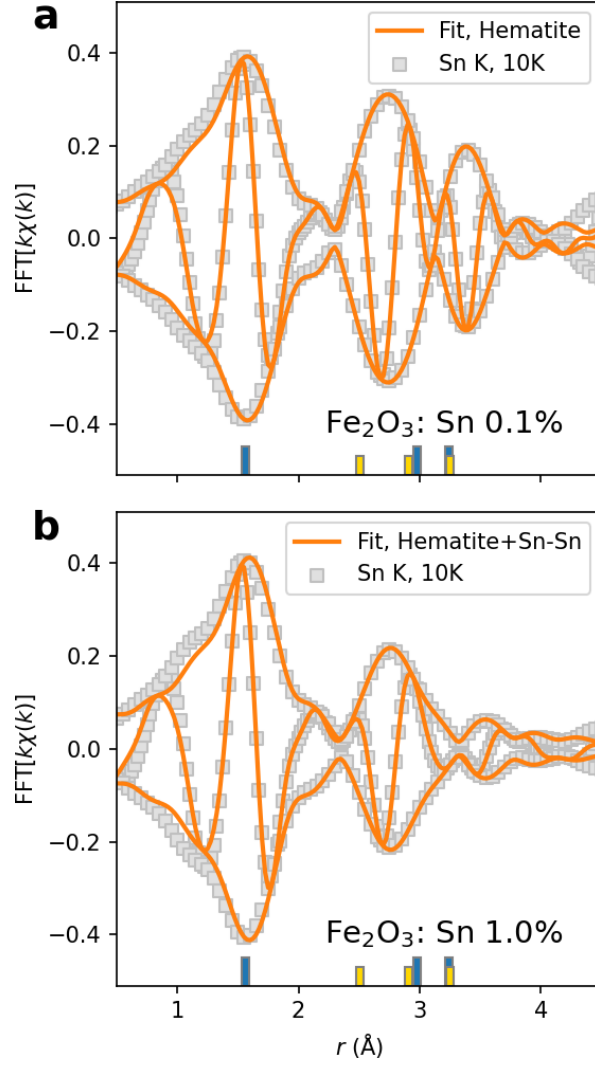 a
Fit, Hematite
Sn K, 10K
0.4
0.2
0.0
−0.2
−0.4
FFT[kχ(k)]
Fe₂O₃: Sn 0.1%
b
Fit, Hematite+Sn-Sn
Sn K, 10K
0.4
0.2
0.0
−0.2
−0.4
FFT[kχ(k)]
Fe₂O₃: Sn 1.0%
1 2 3 4
r (Å)